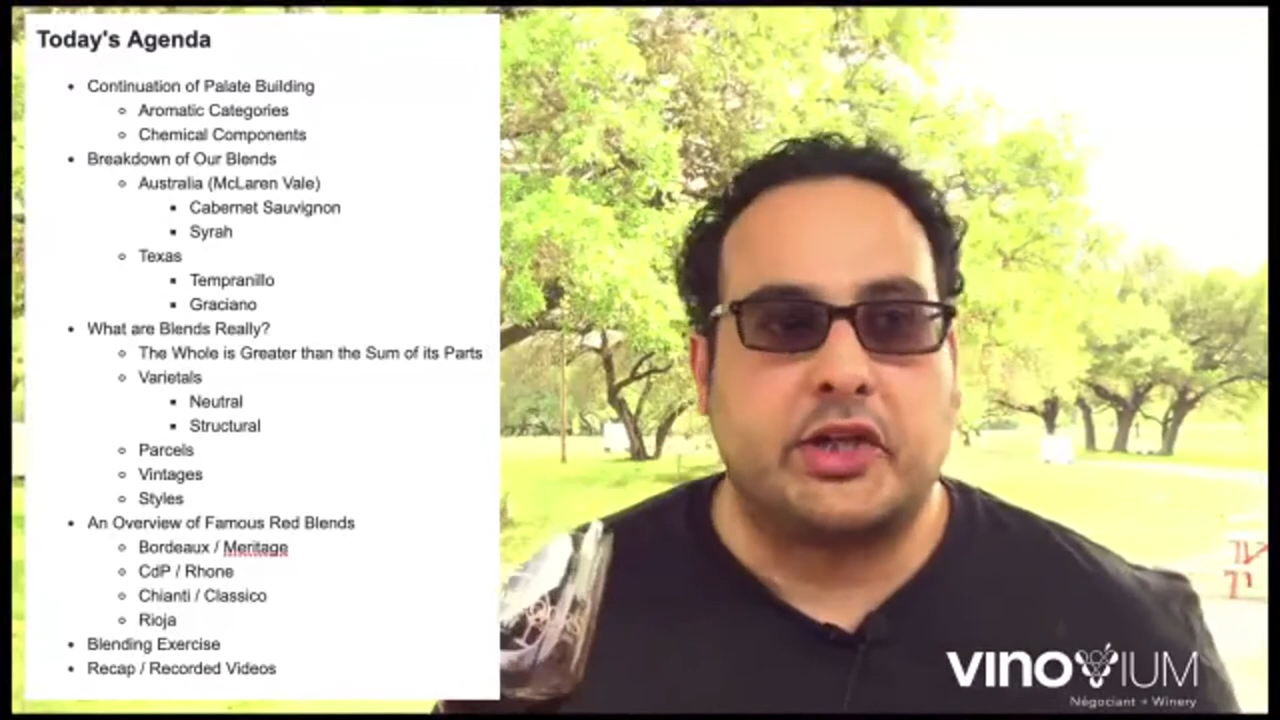 Today's Agenda
Continuation of Palate Building
Aromatic Categories
Chemical Components
Breakdown of Our Blends
Australia (McLaren Vale)
Cabernet Sauvignon
Syrah
Texas
Tempranillo
Graciano
What are Blends Really?
The Whole is Greater than the Sum of its Parts
Varietals
Neutral
Structural
Parcels
Vintages
Styles
An Overview of Famous Red Blends
Bordeaux / Meritage
CdP / Rhone
Chianti / Classico
Rioja
Blending Exercise
Recap / Recorded Videos
vinoVIUM
Négociant + Winery